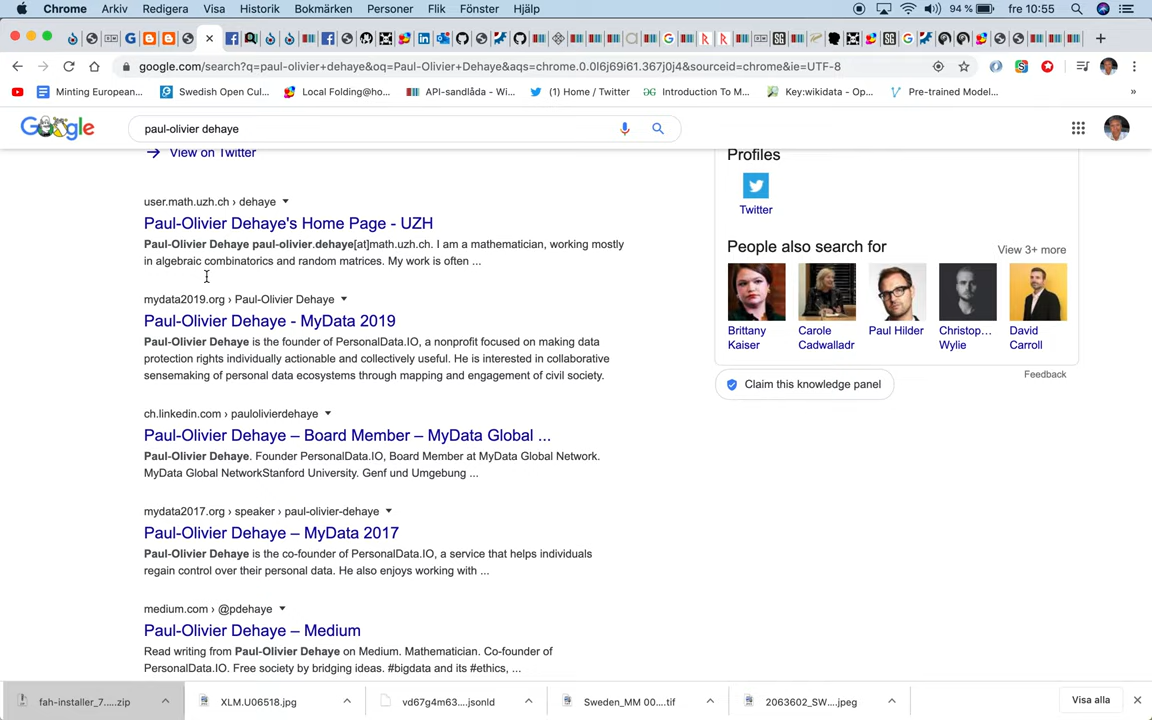 Chrome Arkiv Redigera Visa Historik Bokmärken Personer Flik Fönster Hjälp 94 % fre 10:55
google.com/search?q=paul-olivier+dehaye&oq=Paul-Olivier+Dehaye&aqs=chrome.0.0l6j69i61.367j0j4&sourceid=chrome&ie=UTF-8
Minting European... Swedish Open Cul... Local Folding@ho... API-sandlåda - Wi... (1) Home / Twitter Introduction To M... Key:wikidata - Op... Pre-trained Model... »
Google
paul-olivier dehaye
View on Twitter
user.math.uzh.ch › dehaye
Paul-Olivier Dehaye's Home Page - UZH
Paul-Olivier Dehaye paul-olivier.dehaye[at]math.uzh.ch. I am a mathematician, working mostly
in algebraic combinatorics and random matrices. My work is often ...
mydata2019.org › Paul-Olivier Dehaye
Paul-Olivier Dehaye - MyData 2019
Paul-Olivier Dehaye is the founder of PersonalData.IO, a nonprofit focused on making data
protection rights individually actionable and collectively useful. He is interested in collaborative
sensemaking of personal data ecosystems through mapping and engagement of civil society.
ch.linkedin.com › paulolivierdehaye
Paul-Olivier Dehaye – Board Member – MyData Global ...
Paul-Olivier Dehaye. Founder PersonalData.IO, Board Member at MyData Global Network.
MyData Global NetworkStanford University. Genf und Umgebung ...
mydata2017.org › speaker › paul-olivier-dehaye
Paul-Olivier Dehaye – MyData 2017
Paul-Olivier Dehaye is the co-founder of PersonalData.IO, a service that helps individuals
regain control over their personal data. He also enjoys working with ...
medium.com › @pdehaye
Paul-Olivier Dehaye – Medium
Read writing from Paul-Olivier Dehaye on Medium. Mathematician. Co-founder of
PersonalData.IO. Free society by bridging ideas. #bigdata and its #ethics, ...
Profiles
Twitter
People also search for View 3+ more
Brittany Kaiser
Carole Cadwalladr
Paul Hilder
Christop... Wylie
David Carroll
Feedback
Claim this knowledge panel
fah-installer_7.....zip XLM.U06518.jpg vd67g4m63....jsonld Sweden_MM 00....tif 2063602_SW....jpeg Visa alla